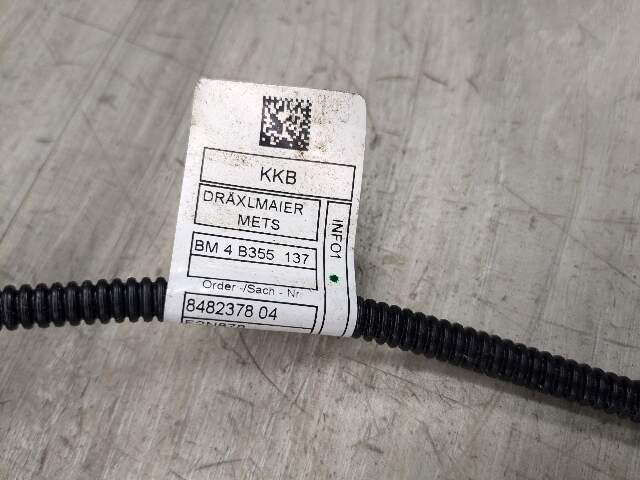 KKB
DRÄXLMAIER
METS
INFO1
BM 4 B355 137
Order-/Sach - Nr
8482378 04